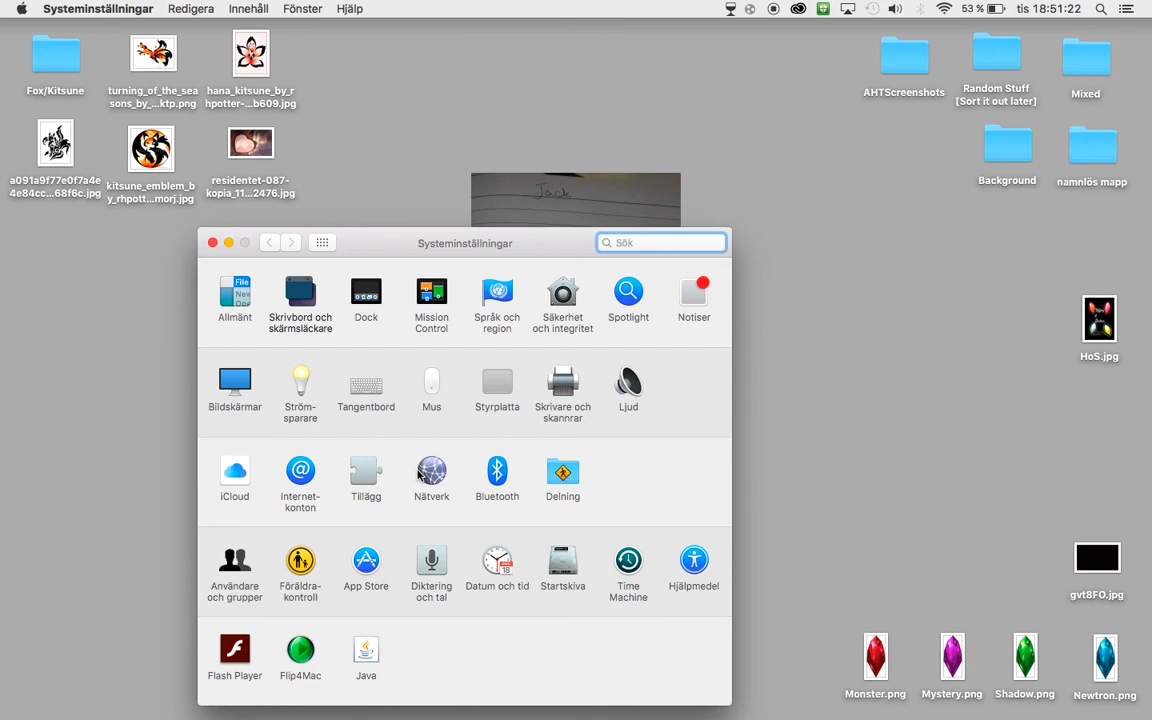 Systeminställningar Redigera Innehåll Fönster Hjälp 53 % tis 18:51:22
Fox/Kitsune
turning_of_the_sea
sons_by_...ktp.png
hana_kitsune_by_r
hpotter-...b609.jpg
AHTScreenshots
Random Stuff
[Sort it out later]
Mixed
a091a9f77e0f7a4e
4e84cc...68f6c.jpg
kitsune_emblem_b
y_rhpott...morj.jpg
residentet-087-
kopia_11...2476.jpg
Background
namnlös mapp
Jack
Systeminställningar
Sök
File
New
Ope
Allmänt
Skrivbord och
skärmsläckare
Dock
Mission
Control
Språk och
region
Säkerhet
och integritet
Spotlight
Notiser
HoS.jpg
Bildskärmar
Ström-
sparare
Tangentbord
Mus
Styrplatta
Skrivare och
skannrar
Ljud
iCloud
Internet-
konton
Tillägg
Nätverk
Bluetooth
Delning
Användare
och grupper
Föräldra-
kontroll
App Store
Diktering
och tal
18
Datum och tid
Startskiva
Time
Machine
Hjälpmedel
gvt8FO.jpg
Flash Player
Flip4Mac
Java
Monster.png
Mystery.png
Shadow.png
Newtron.png